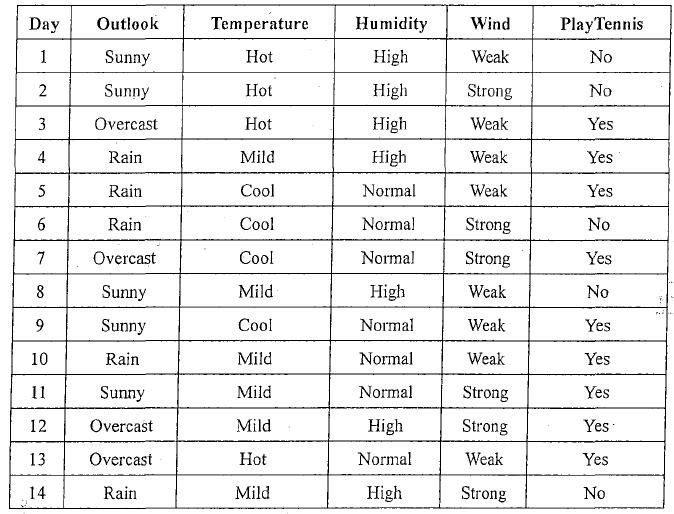 Day Outlook Temperature Humidity Wind PlayTennis
1 Sunny Hot High Weak No
2 Sunny Hot High Strong No
3 Overcast Hot High Weak Yes
4 Rain Mild High Weak Yes
5 Rain Cool Normal Weak Yes
6 Rain Cool Normal Strong No
7 Overcast Cool Normal Strong Yes
8 Sunny Mild High Weak No
9 Sunny Cool Normal Weak Yes
10 Rain Mild Normal Weak Yes
11 Sunny Mild Normal Strong Yes
12 Overcast Mild High Strong Yes
13 Overcast Hot Normal Weak Yes
14 Rain Mild High Strong No